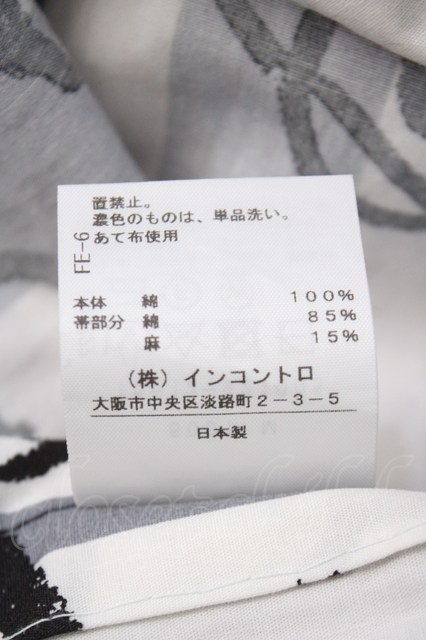 置禁止。
濃色のものは、単品洗い。
あて布使用
FE-6
本体 綿 100%
帯部分 綿 85%
麻 15%
（株）インコントロ
大阪市中央区淡路町2-3-5
日本製